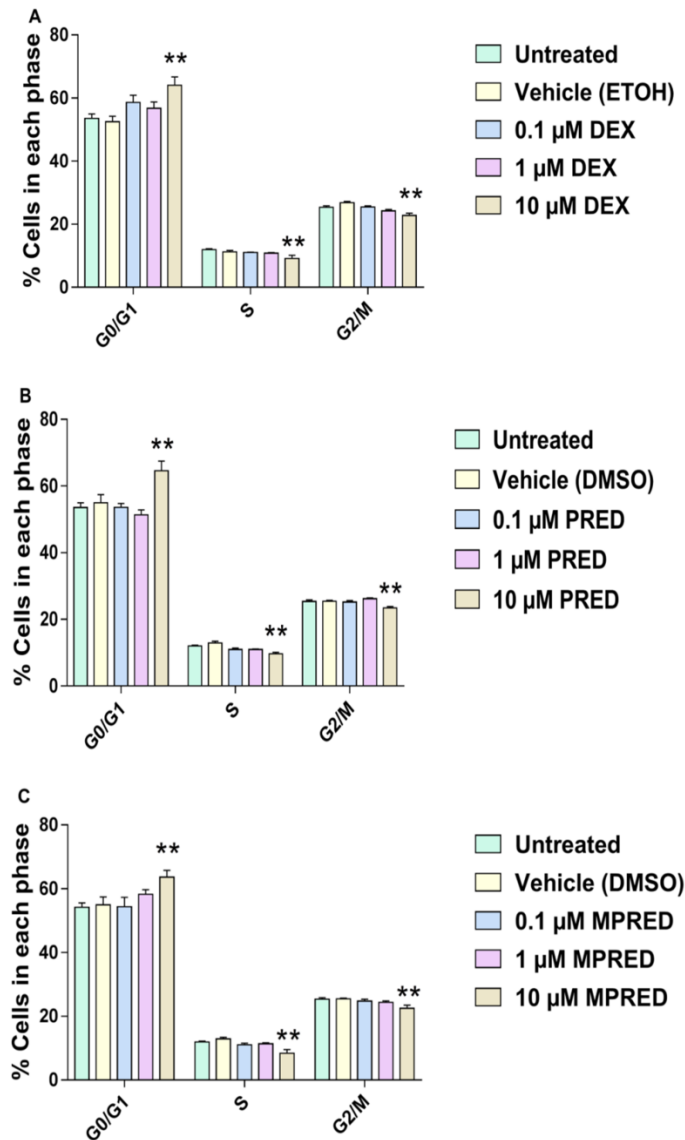 A
% Cells in each phase
80
60
40
20
0
**
**
**
G0/G1
S
G2/M
Untreated
Vehicle (ETOH)
0.1 µM DEX
1 µM DEX
10 µM DEX
B
% Cells in each phase
80
60
40
20
0
**
**
**
G0/G1
S
G2/M
Untreated
Vehicle (DMSO)
0.1 µM PRED
1 µM PRED
10 µM PRED
C
% Cells in each phase
80
60
40
20
0
**
**
**
G0/G1
S
G2/M
Untreated
Vehicle (DMSO)
0.1 µM MPRED
1 µM MPRED
10 µM MPRED